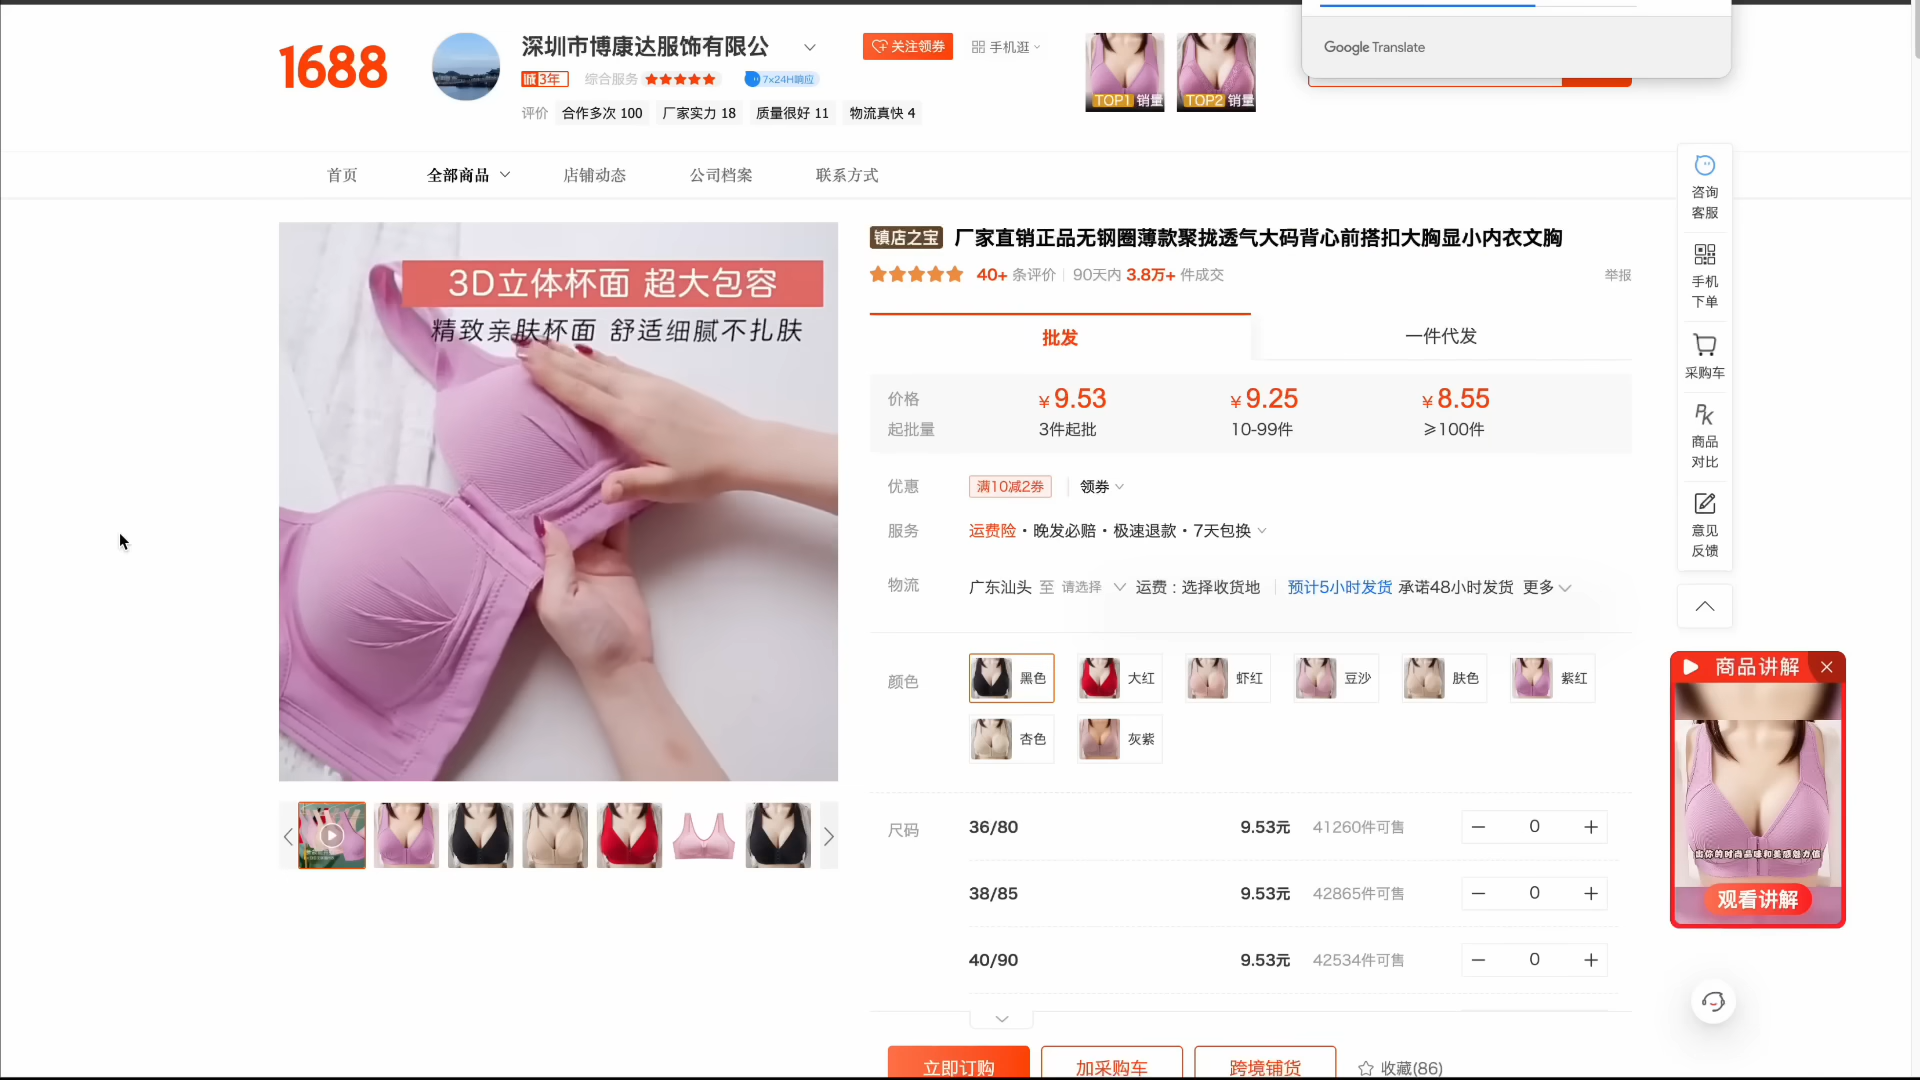 1688
深圳市博康达服饰有限公
关注领券
手机逛
3年
综合服务
7x24H响应
评价 合作多次 100 厂家实力 18 质量很好 11 物流真快 4
TOP1 销量
TOP2 销量
Google Translate
首页
全部商品
店铺动态
公司档案
联系方式
3D立体杯面 超大包容
精致亲肤杯面 舒适细腻不扎肤
镇店之宝 厂家直销正品无钢圈薄款聚拢透气大码背心前搭扣大胸显小内衣文胸
40+ 条评价 90天内 3.8万+ 件成交
举报
批发
一件代发
价格 ¥9.53 ¥9.25 ¥8.55
起批量 3件起批 10-99件 ≥100件
优惠 满10减2券 领券
服务 运费险 · 晚发必赔 · 极速退款 · 7天包换
物流 广东汕头 至 请选择 运费 : 选择收货地 预计5小时发货 承诺48小时发货 更多
颜色 黑色 大红 虾红 豆沙 肤色 紫红
杏色 灰紫
尺码 36/80 9.53元 41260件可售 − 0 +
38/85 9.53元 42865件可售 − 0 +
40/90 9.53元 42534件可售 − 0 +
立即订购 加采购车 跨境铺货 收藏(86)
咨询
客服
手机
下单
采购车
PK
商品
对比
意见
反馈
商品讲解
出你的时尚品味和美感魅力值
观看讲解